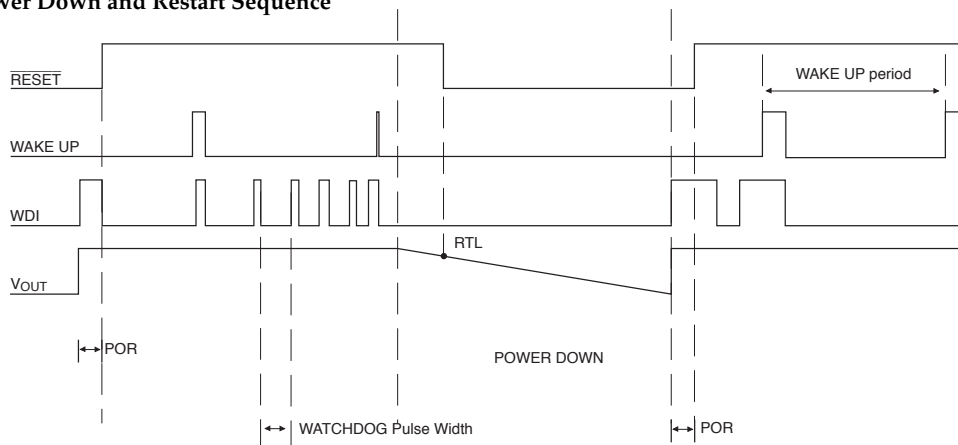 wer Down and Restart Sequence
RESET
WAKE UP period
WAKE UP
WDI
RTL
VOUT
POR
POWER DOWN
WATCHDOG Pulse Width
POR